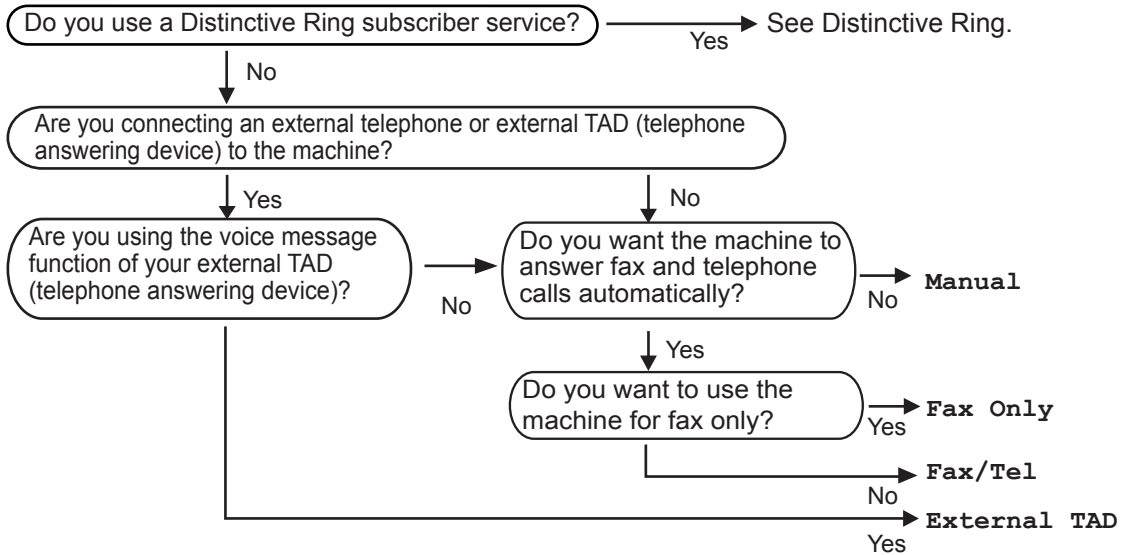 Do you use a Distinctive Ring subscriber service?
Yes
See Distinctive Ring.
No
Are you connecting an external telephone or external TAD (telephone
answering device) to the machine?
Yes
No
Are you using the voice message
function of your external TAD
(telephone answering device)?
No
Do you want the machine to
answer fax and telephone
calls automatically?
No
Manual
Yes
Do you want to use the
machine for fax only?
Yes
Fax Only
No
Fax/Tel
Yes
External TAD